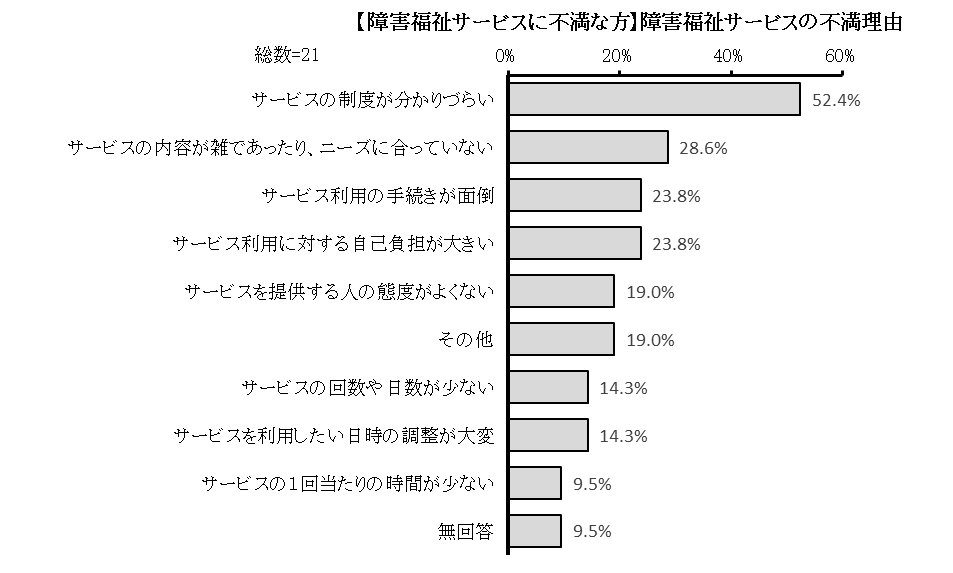 【障害福祉サービスに不満な方】障害福祉サービスの不満理由
総数=21
0% 20% 40% 60%
サービスの制度が分かりづらい 52.4%
サービスの内容が雑であったり、ニーズに合っていない 28.6%
サービス利用の手続きが面倒 23.8%
サービス利用に対する自己負担が大きい 23.8%
サービスを提供する人の態度がよくない 19.0%
その他 19.0%
サービスの回数や日数が少ない 14.3%
サービスを利用したい日時の調整が大変 14.3%
サービスの１回当たりの時間が少ない 9.5%
無回答 9.5%